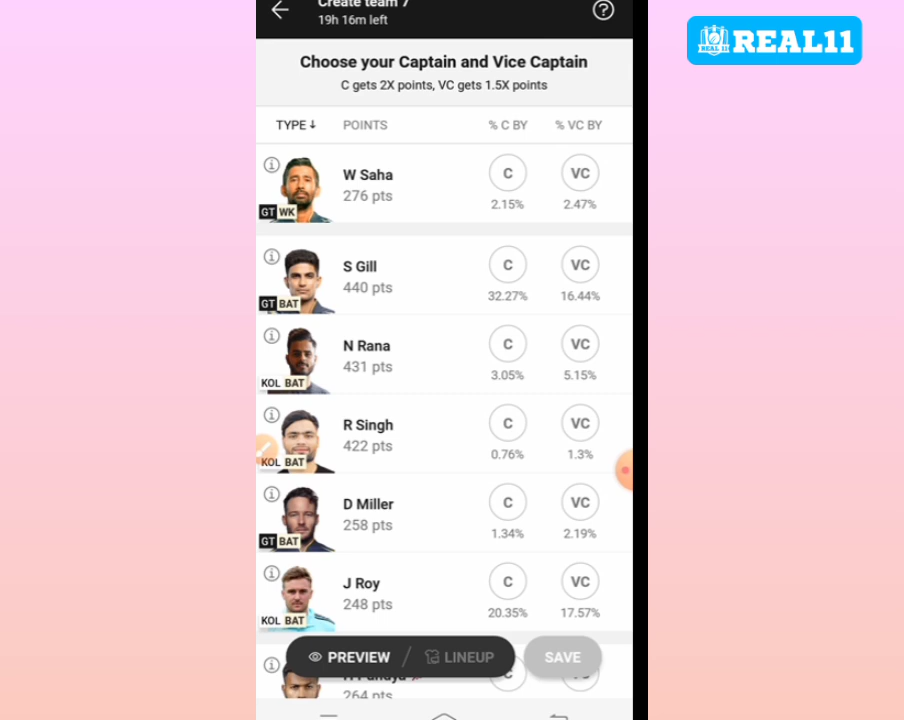 Create team 7
19h 16m left
REAL 11 REAL11
Choose your Captain and Vice Captain
C gets 2X points, VC gets 1.5X points
TYPE ↓ POINTS % C BY % VC BY
W Saha C VC
276 pts 2.15% 2.47%
GT WK
S Gill C VC
440 pts 32.27% 16.44%
GT BAT
N Rana C VC
431 pts 3.05% 5.15%
KOL BAT
R Singh C VC
422 pts 0.76% 1.3%
KOL BAT
D Miller C VC
258 pts 1.34% 2.19%
GT BAT
J Roy C VC
248 pts 20.35% 17.57%
KOL BAT
PREVIEW / LINEUP SAVE
264 pts